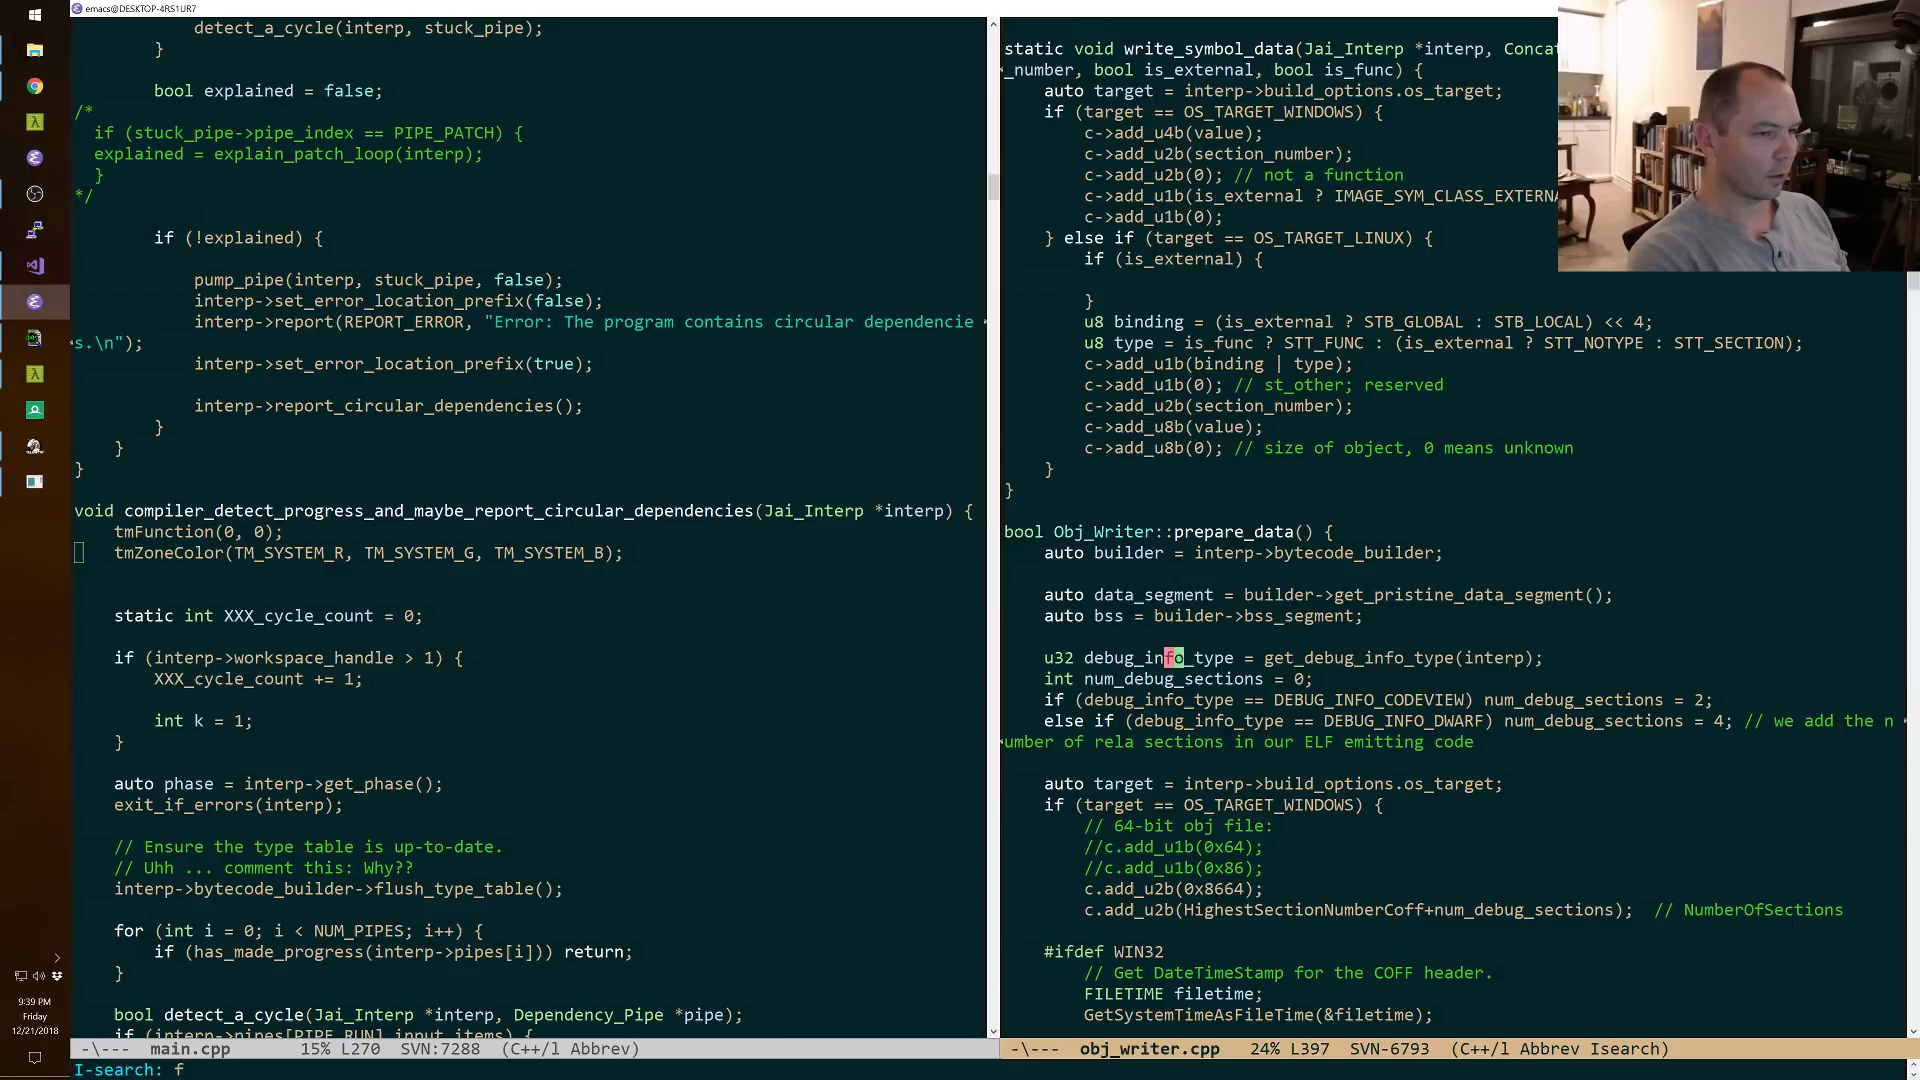 emacs@DESKTOP-4RS1UR7
detect_a_cycle(interp, stuck_pipe);
}
bool explained = false;
/*
if (stuck_pipe->pipe_index == PIPE_PATCH) {
explained = explain_patch_loop(interp);
}
*/
if (!explained) {
pump_pipe(interp, stuck_pipe, false);
interp->set_error_location_prefix(false);
interp->report(REPORT_ERROR, "Error: The program contains circular dependencie
s.\n");
interp->set_error_location_prefix(true);
interp->report_circular_dependencies();
}
}
}
void compiler_detect_progress_and_maybe_report_circular_dependencies(Jai_Interp *interp) {
tmFunction(0, 0);
tmZoneColor(TM_SYSTEM_R, TM_SYSTEM_G, TM_SYSTEM_B);
static int XXX_cycle_count = 0;
if (interp->workspace_handle > 1) {
XXX_cycle_count += 1;
int k = 1;
}
auto phase = interp->get_phase();
exit_if_errors(interp);
// Ensure the type table is up-to-date.
// Uhh ... comment this: Why??
interp->bytecode_builder->flush_type_table();
for (int i = 0; i < NUM_PIPES; i++) {
if (has_made_progress(interp->pipes[i])) return;
}
bool detect_a_cycle(Jai_Interp *interp, Dependency_Pipe *pipe);
if (interp->pipes[PIPE_RUN].input_items) {
-\--- main.cpp 15% L270 SVN:7288 (C++/l Abbrev)
I-search: f
static void write_symbol_data(Jai_Interp *interp, Concat
_number, bool is_external, bool is_func) {
auto target = interp->build_options.os_target;
if (target == OS_TARGET_WINDOWS) {
c->add_u4b(value);
c->add_u2b(section_number);
c->add_u2b(0); // not a function
c->add_u1b(is_external ? IMAGE_SYM_CLASS_EXTERNA
c->add_u1b(0);
} else if (target == OS_TARGET_LINUX) {
if (is_external) {
}
u8 binding = (is_external ? STB_GLOBAL : STB_LOCAL) << 4;
u8 type = is_func ? STT_FUNC : (is_external ? STT_NOTYPE : STT_SECTION);
c->add_u1b(binding | type);
c->add_u1b(0); // st_other; reserved
c->add_u2b(section_number);
c->add_u8b(value);
c->add_u8b(0); // size of object, 0 means unknown
}
}
bool Obj_Writer::prepare_data() {
auto builder = interp->bytecode_builder;
auto data_segment = builder->get_pristine_data_segment();
auto bss = builder->bss_segment;
u32 debug_info_type = get_debug_info_type(interp);
int num_debug_sections = 0;
if (debug_info_type == DEBUG_INFO_CODEVIEW) num_debug_sections = 2;
else if (debug_info_type == DEBUG_INFO_DWARF) num_debug_sections = 4; // we add the n
umber of rela sections in our ELF emitting code
auto target = interp->build_options.os_target;
if (target == OS_TARGET_WINDOWS) {
// 64-bit obj file:
//c.add_u1b(0x64);
//c.add_u1b(0x86);
c.add_u2b(0x8664);
c.add_u2b(HighestSectionNumberCoff+num_debug_sections); // NumberOfSections
#ifdef WIN32
// Get DateTimeStamp for the COFF header.
FILETIME filetime;
GetSystemTimeAsFileTime(&filetime);
-\--- obj_writer.cpp 24% L397 SVN-6793 (C++/l Abbrev Isearch)
9:39 PM
Friday
12/21/2018